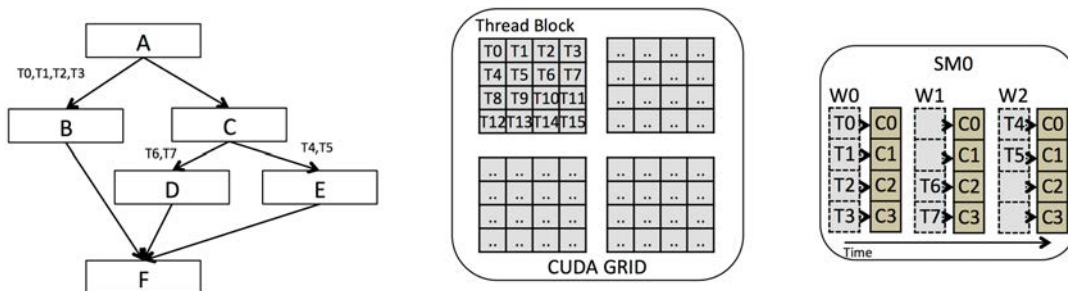 A
T0,T1,T2,T3
B
C
T6,T7
T4,T5
D
E
F
Thread Block
T0 T1 T2 T3
T4 T5 T6 T7
T8 T9 T10 T11
T12 T13 T14 T15
.. .. .. ..
.. .. .. ..
.. .. .. ..
.. .. .. ..
.. .. .. ..
.. .. .. ..
.. .. .. ..
.. .. .. ..
.. .. .. ..
.. .. .. ..
.. .. .. ..
.. .. .. ..
CUDA GRID
SM0
W0 W1 W2
T0 C0 C0 T4 C0
T1 C1 C1 T5 C1
T2 C2 T6 C2 C2
T3 C3 T7 C3 C3
Time